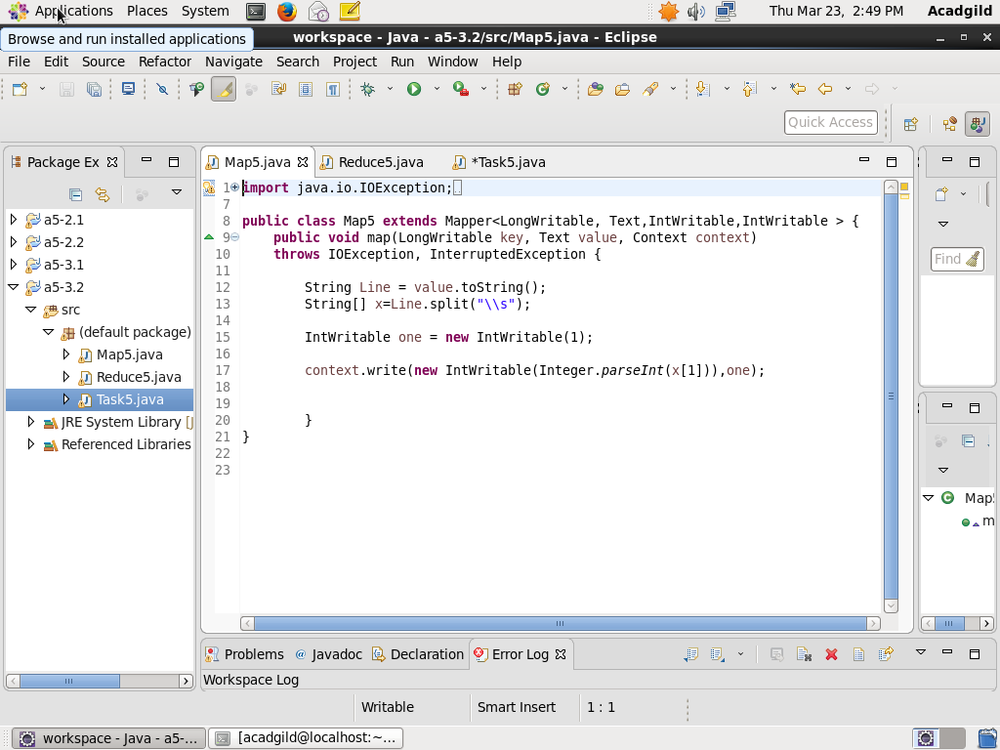 Applications Places System Thu Mar 23, 2:49 PM Acadgild
Browse and run installed applications
workspace - Java - a5-3.2/src/Map5.java - Eclipse
File Edit Source Refactor Navigate Search Project Run Window Help
Quick Access
Package Ex
a5-2.1
a5-2.2
a5-3.1
a5-3.2
src
(default package)
Map5.java
Reduce5.java
Task5.java
JRE System Library [J
Referenced Libraries
Map5.java Reduce5.java *Task5.java
1 import java.io.IOException;
7
8 public class Map5 extends Mapper<LongWritable, Text,IntWritable,IntWritable > {
9 public void map(LongWritable key, Text value, Context context)
10 throws IOException, InterruptedException {
11
12 String Line = value.toString();
13 String[] x=Line.split("\\s");
14
15 IntWritable one = new IntWritable(1);
16
17 context.write(new IntWritable(Integer.parseInt(x[1])),one);
18
19
20 }
21 }
22
23
Find
Map5
m
Problems @ Javadoc Declaration Error Log
Workspace Log
Writable Smart Insert 1 : 1
workspace - Java - a5-... [acadgild@localhost:~...